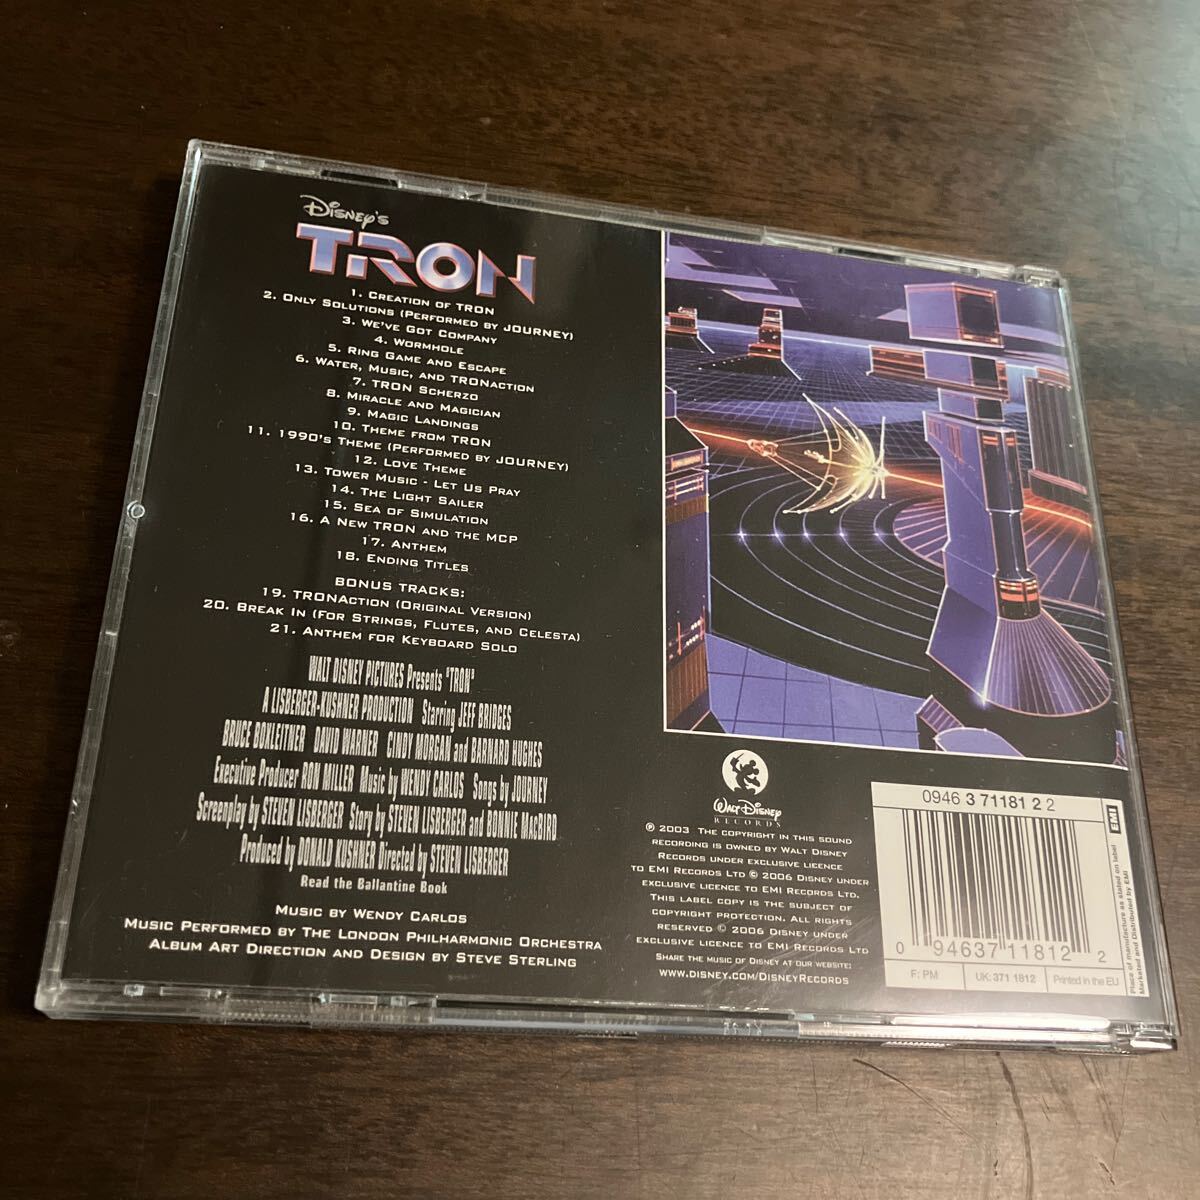 Disney's
TRON
1. Creation of TRON
2. Only Solutions (Performed by JOURNEY)
3. We've Got Company
4. Wormhole
5. Ring Game and Escape
6. Water, Music, and TRONaction
7. TRON Scherzo
8. Miracle and Magician
9. Magic Landings
10. Theme from TRON
11. 1990's Theme (Performed by JOURNEY)
12. Love Theme
13. Tower Music - Let Us Pray
14. The Light Sailer
15. Sea of Simulation
16. A New TRON and the MCP
17. Anthem
18. Ending Titles
BONUS TRACKS:
19. TRONaction (Original Version)
20. Break In (For Strings, Flutes, and Celesta)
21. Anthem for Keyboard Solo
WALT DISNEY PICTURES Presents "TRON"
A LISBERGER-KUSHNER PRODUCTION Starring JEFF BRIDGES
BRUCE BOXLEITNER DAVID WARNER CINDY MORGAN and BARNARD HUGHES
Executive Producer RON MILLER Music by WENDY CARLOS Songs by JOURNEY
Screenplay by STEVEN LISBERGER Story by STEVEN LISBERGER and BONNIE MacBIRD
Produced by DONALD KUSHNER Directed by STEVEN LISBERGER
Read the Ballantine Book
Music by Wendy Carlos
Music Performed by The London Philharmonic Orchestra
Album Art Direction and Design by Steve Sterling
Walt Disney
RECORDS
℗ 2003 The copyright in this sound
recording is owned by Walt Disney
Records under exclusive licence
to EMI Records Ltd © 2006 Disney under
exclusive licence to EMI Records Ltd.
This label copy is the subject of
copyright protection. All rights
reserved © 2006 Disney under
exclusive licence to EMI Records Ltd
Share the music of Disney at our website:
www.disney.com/DisneyRecords
0946 3 71181 2 2
0 94637 11812 2
F: PM
UK: 371 1812
Printed in the EU
EMI
Place of manufacture as stated on label
Marketed and Distributed by EMI